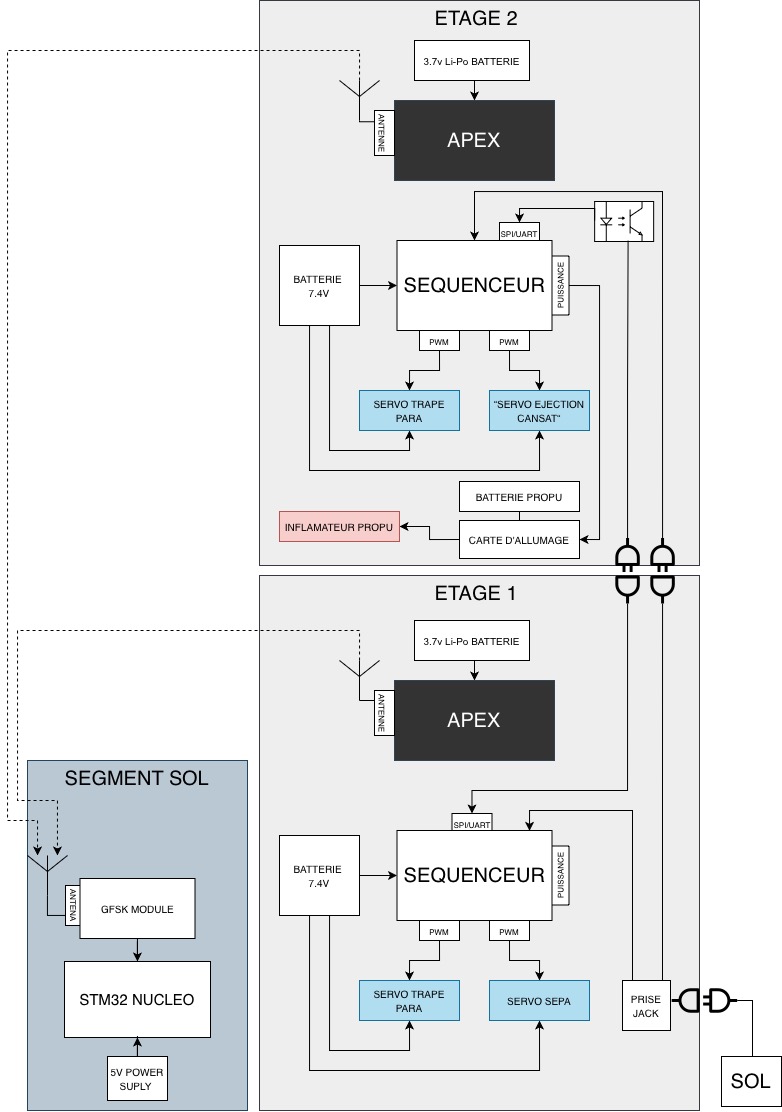 ETAGE 2
3.7v Li-Po BATTERIE
ANTENNE
APEX
SPI/UART
BATTERIE
7.4V
SEQUENCEUR
PUISSANCE
PWM
PWM
SERVO TRAPE
PARA
"SERVO EJECTION
CANSAT"
BATTERIE PROPU
INFLAMATEUR PROPU
CARTE D'ALLUMAGE
ETAGE 1
3.7v Li-Po BATTERIE
ANTENNE
APEX
SPI/UART
BATTERIE
7.4V
SEQUENCEUR
PUISSANCE
PWM
PWM
SERVO TRAPE
PARA
SERVO SEPA
PRISE
JACK
SOL
SEGMENT SOL
ANTENA
GFSK MODULE
STM32 NUCLEO
5V POWER
SUPLY